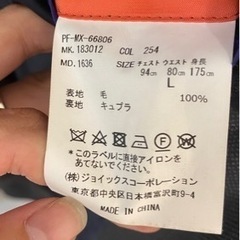 PF-MX-66806
MK. 183012 COL 254
MD. 1636 SIZE チェスト ウエスト 身長
94cm 80cm 175cm
L
表地 毛 100%
裏地 キュプラ
※このラベルに直接アイロンを
あてないでください。
(株)ジョイックスコーポレーション
東京都中央区日本橋富沢町9-4
MADE IN CHINA